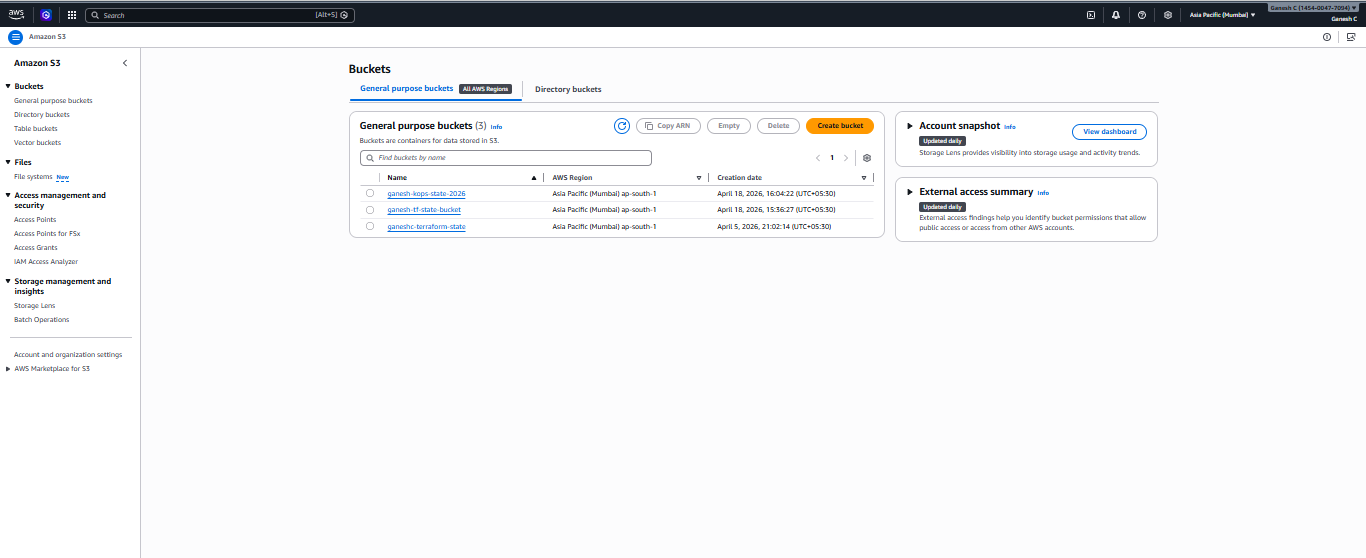 aws
Search [Alt+S]
Asia Pacific (Mumbai) ▼
Ganesh C (1454-0047-7094) ▼
Ganesh C
Amazon S3
Amazon S3
Buckets
General purpose buckets
Directory buckets
Table buckets
Vector buckets
Files
File systems New
Access management and
security
Access Points
Access Points for FSx
Access Grants
IAM Access Analyzer
Storage management and
insights
Storage Lens
Batch Operations
Account and organization settings
AWS Marketplace for S3
Buckets
General purpose buckets All AWS Regions Directory buckets
General purpose buckets (3) Info Copy ARN Empty Delete Create bucket
Buckets are containers for data stored in S3.
Find buckets by name 1
Name AWS Region Creation date
ganesh-kops-state-2026 Asia Pacific (Mumbai) ap-south-1 April 18, 2026, 16:04:22 (UTC+05:30)
ganesh-tf-state-bucket Asia Pacific (Mumbai) ap-south-1 April 18, 2026, 15:36:27 (UTC+05:30)
ganeshc-terraform-state Asia Pacific (Mumbai) ap-south-1 April 5, 2026, 21:02:14 (UTC+05:30)
Account snapshot Info View dashboard
Updated daily
Storage Lens provides visibility into storage usage and activity trends.
External access summary Info
Updated daily
External access findings help you identify bucket permissions that allow
public access or access from other AWS accounts.